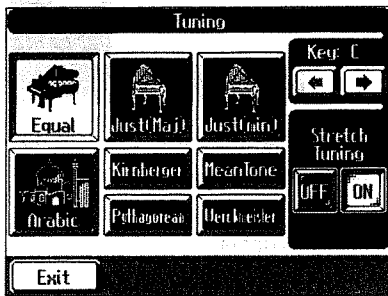 Tuning
Key: C
Equal
Just(Maj)
Just(min)
Stretch
Tuning
Kirnberger
MeanTone
OFF
ON
Arabic
Pythagorean
Werckmeister
Exit